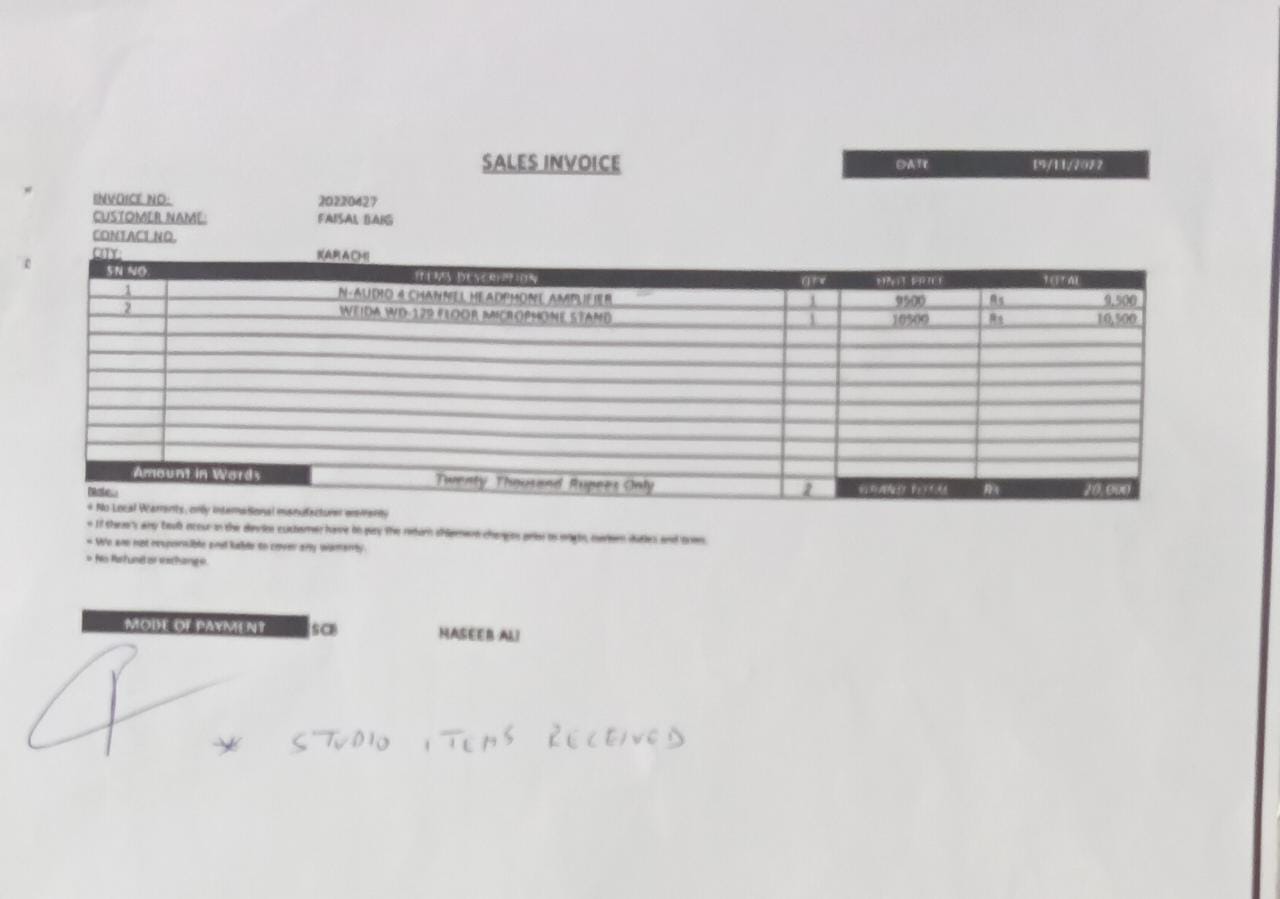 SALES INVOICE
DATE 19/11/2022
INVOICE NO: 20220427
CUSTOMER NAME: FAISAL BAIG
CONTACT NO.
CITY: KARACHI
SN NO. ITEMS DESCRIPTION QTY UNIT PRICE TOTAL
1 N-AUDIO 4 CHANNEL HEADPHONE AMPLIFIER 1 9500 Rs 9,500
2 WEIDA WD-129 FLOOR MICROPHONE STAND 1 10500 Rs 10,500
Amount in Words Twenty Thousand Rupees Only 2 GRAND TOTAL Rs 20,000
Note:
* No Local Warranty, only international manufacturer warranty
* If there's any fault occur in the device customer have to pay the return shipment charges prior to origin, custom duties and taxes.
* We are not responsible and liable to cover any warranty.
* No Refund or exchange.
MODE OF PAYMENT SCB HASEEB ALI
* STUDIO ITEMS RECEIVED